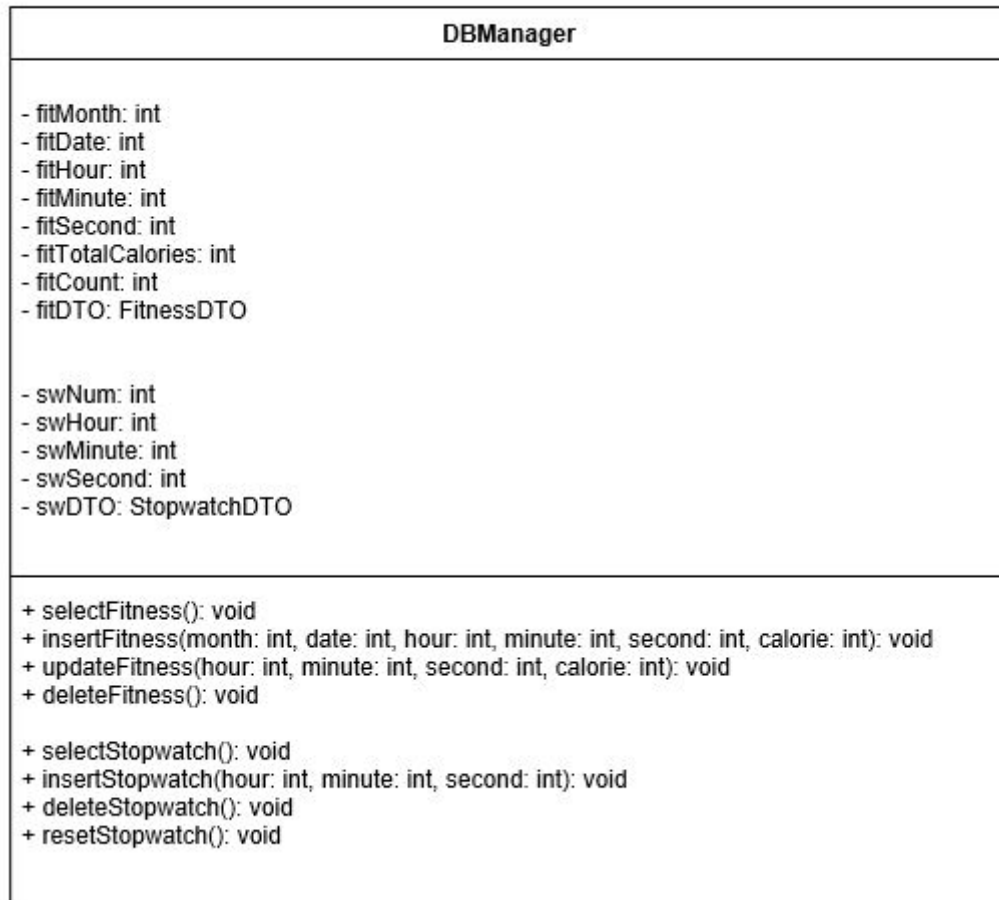 DBManager
- fitMonth: int
- fitDate: int
- fitHour: int
- fitMinute: int
- fitSecond: int
- fitTotalCalories: int
- fitCount: int
- fitDTO: FitnessDTO
- swNum: int
- swHour: int
- swMinute: int
- swSecond: int
- swDTO: StopwatchDTO
+ selectFitness(): void
+ insertFitness(month: int, date: int, hour: int, minute: int, second: int, calorie: int): void
+ updateFitness(hour: int, minute: int, second: int, calorie: int): void
+ deleteFitness(): void
+ selectStopwatch(): void
+ insertStopwatch(hour: int, minute: int, second: int): void
+ deleteStopwatch(): void
+ resetStopwatch(): void